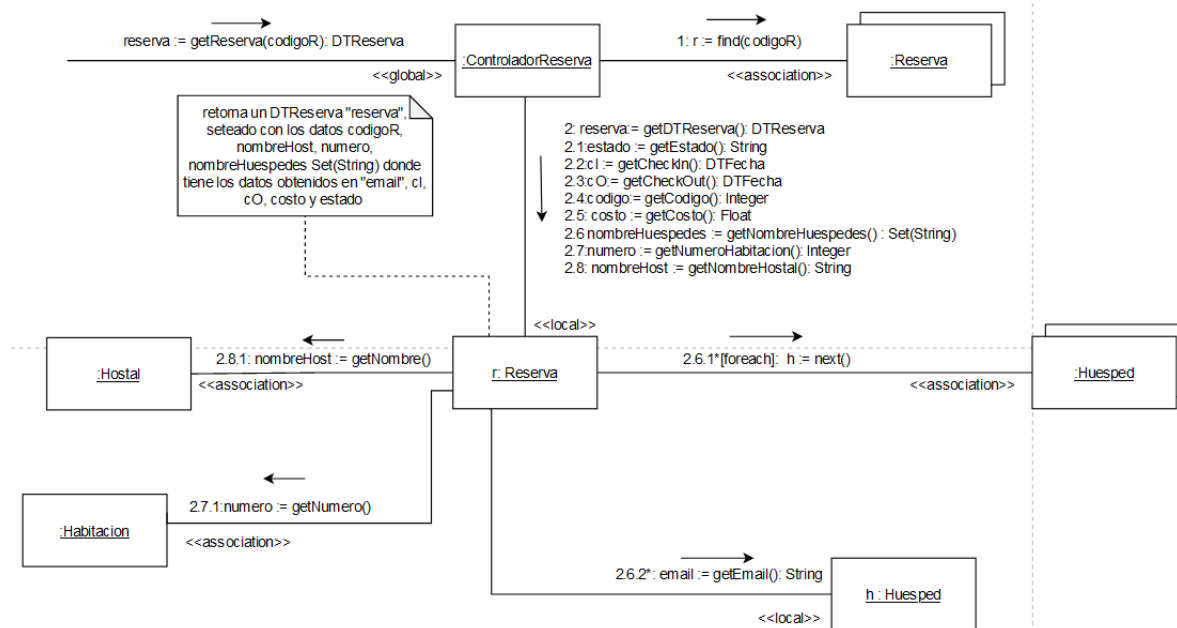 reserva := getReserva(codigoR): DTReserva
<<global>>
:ControladorReserva
1: r := find(codigoR)
<<association>>
:Reserva
retorna un DTReserva "reserva",
seteado con los datos codigoR,
nombreHost, numero,
nombreHuespedes Set(String) donde
tiene los datos obtenidos en "email", cI,
cO, costo y estado
2: reserva:= getDTReserva(): DTReserva
2.1:estado := getEstado(): String
2.2:cI := getCheckIn(): DTFecha
2.3:cO:= getCheckOut(): DTFecha
2.4:codigo:= getCodigo(): Integer
2.5: costo := getCosto(): Float
2.6 nombreHuespedes := getNombreHuespedes() : Set(String)
2.7:numero := getNumeroHabitacion(): Integer
2.8: nombreHost := getNombreHostal(): String
<<local>>
:Hostal
2.8.1: nombreHost := getNombre()
<<association>>
r: Reserva
2.6.1*[foreach]: h := next()
<<association>>
:Huesped
:Habitacion
2.7.1:numero := getNumero()
<<association>>
2.6.2*: email := getEmail(): String
<<local>>
h : Huesped